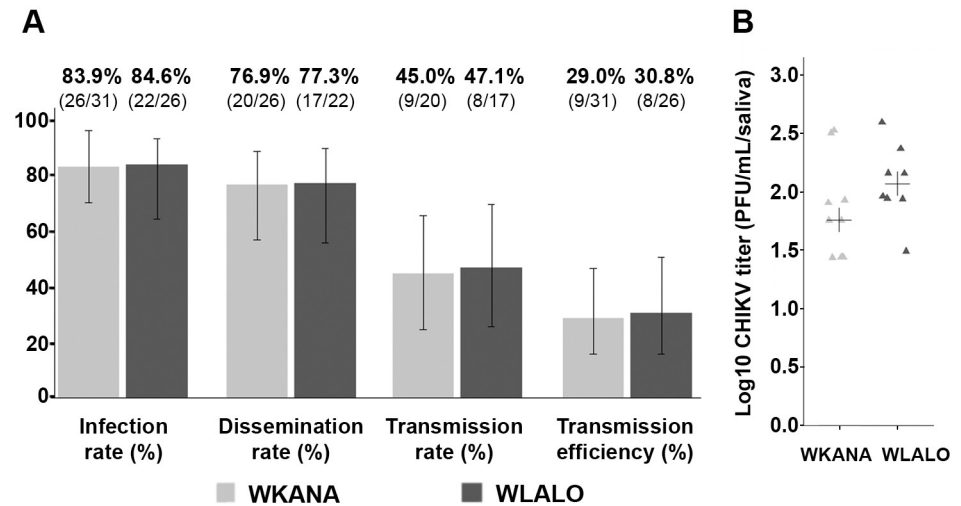 A
83.9% 84.6% 76.9% 77.3% 45.0% 47.1% 29.0% 30.8%
(26/31) (22/26) (20/26) (17/22) (9/20) (8/17) (9/31) (8/26)
100
80
60
40
20
0
Infection
rate (%)
Dissemination
rate (%)
Transmission
rate (%)
Transmission
efficiency (%)
WKANA WLALO
B
Log10 CHIKV titer (PFU/mL/saliva)
3.0
2.5
2.0
1.5
1.0
0.5
0.0
WKANA WLALO